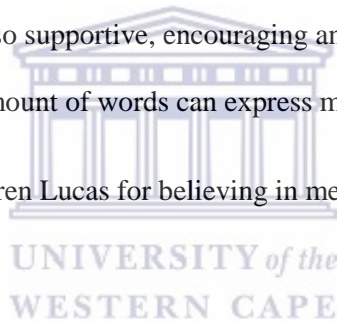 so supportive, encouraging an
mount of words can express m
ren Lucas for believing in me
UNIVERSITY of the
WESTERN CAPE